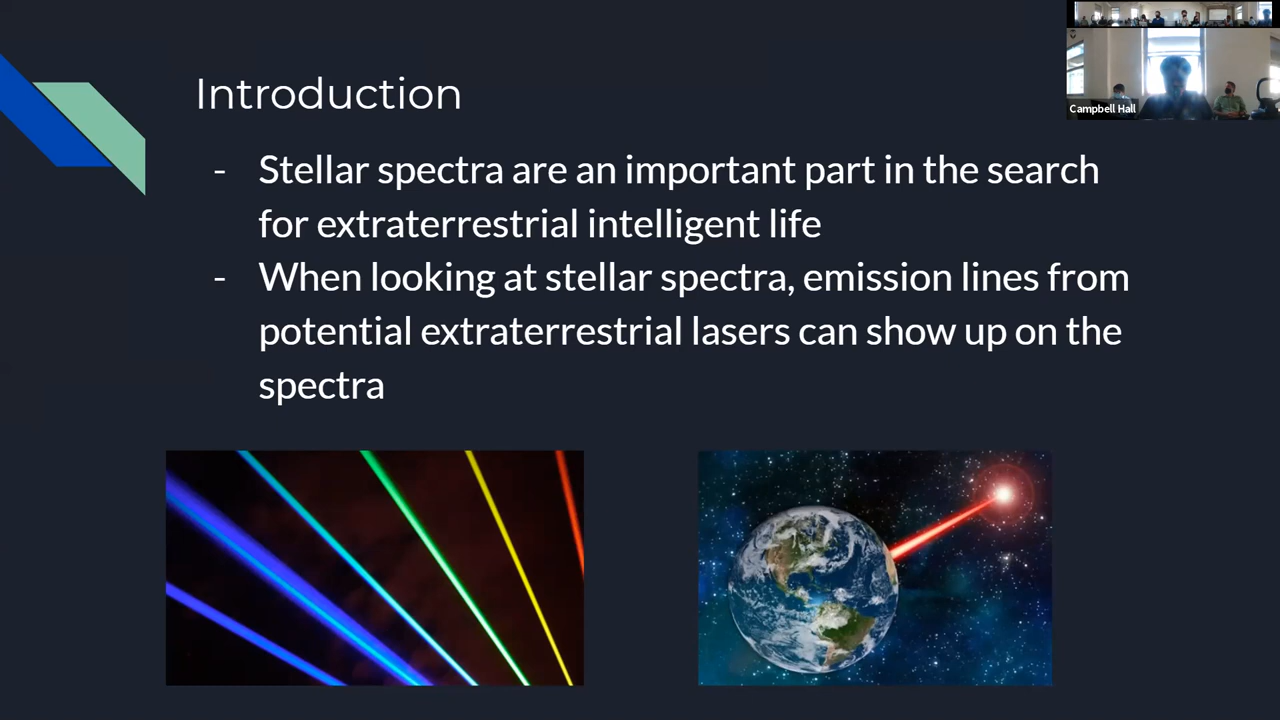 Introduction
- Stellar spectra are an important part in the search
for extraterrestrial intelligent life
- When looking at stellar spectra, emission lines from
potential extraterrestrial lasers can show up on the
spectra
Campbell Hall